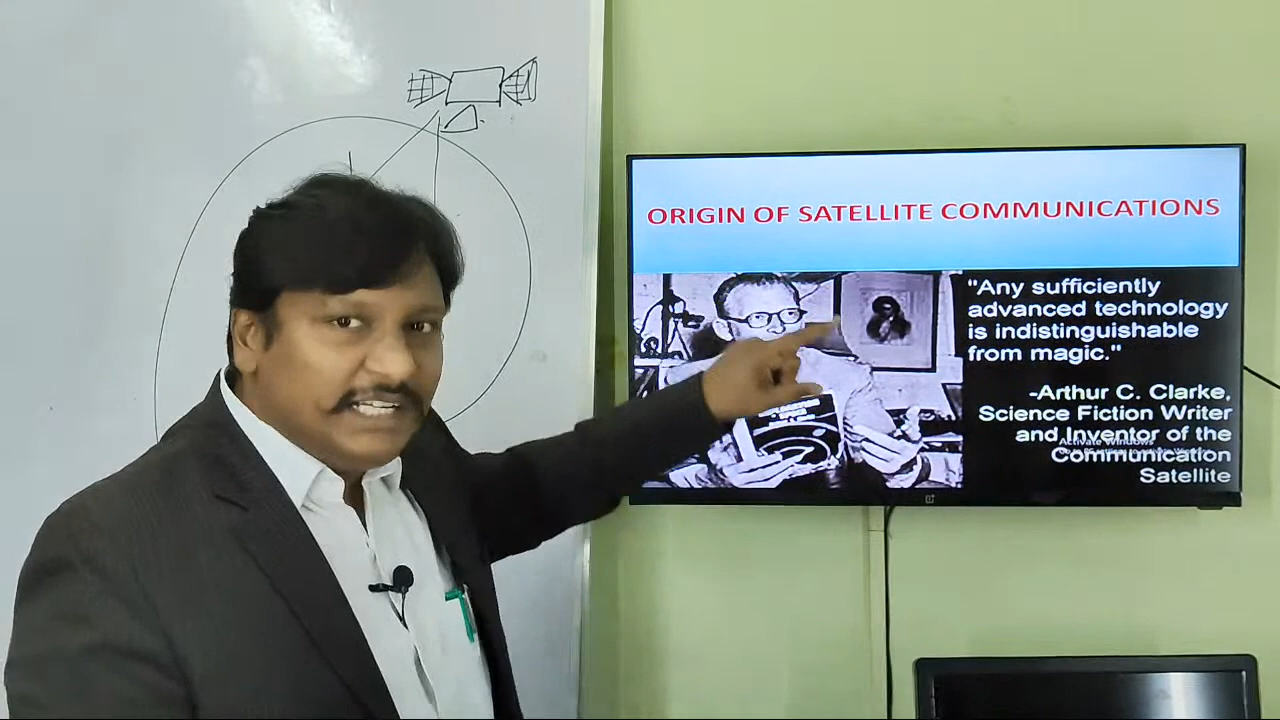 ORIGIN OF SATELLITE COMMUNICATIONS
"Any sufficiently
advanced technology
is indistinguishable
from magic."
-Arthur C. Clarke,
Science Fiction Writer
and Inventor of the
Communication
Satellite
Activate Windows